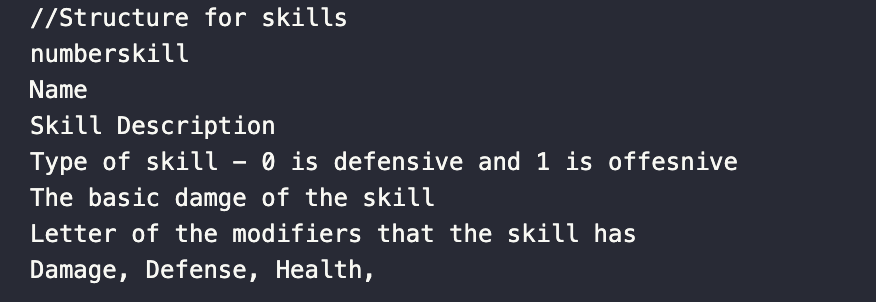 //Structure for skills
numberskill
Name
Skill Description
Type of skill – 0 is defensive and 1 is offesnive
The basic damge of the skill
Letter of the modifiers that the skill has
Damage, Defense, Health,